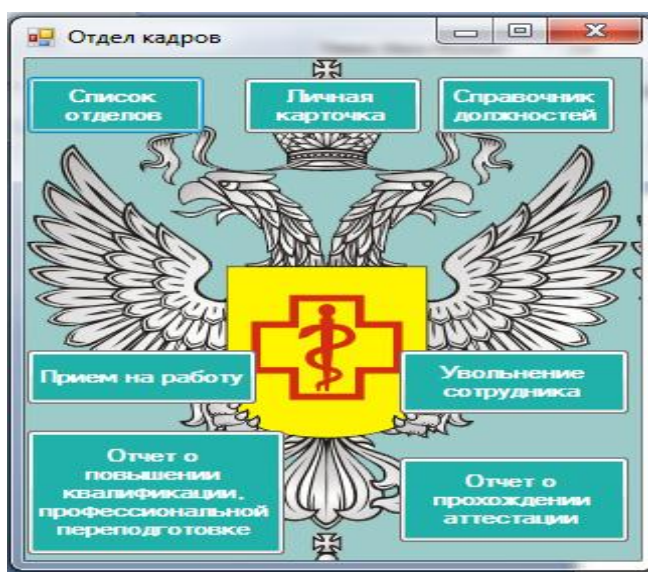 Отдел кадров
Список
отделов
Личная
карточка
Справочник
должностей
Прием на работу
Увольнение
сотрудника
Отчет о
повышении
квалификации,
профессиональной
переподготовке
Отчет о
прохождении
аттестации